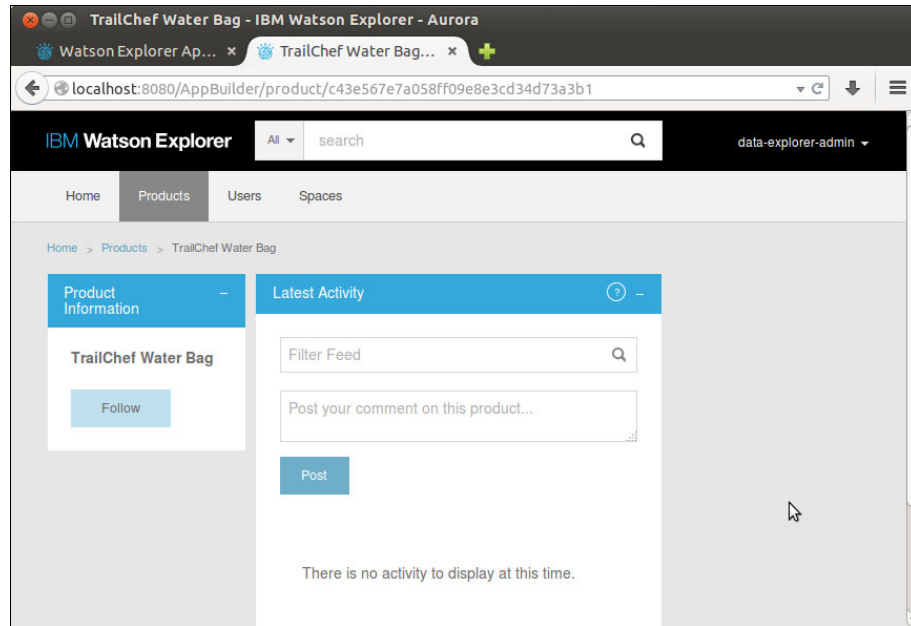 TrailChef Water Bag - IBM Watson Explorer - Aurora
Watson Explorer Ap... × TrailChef Water Bag... ×
localhost:8080/AppBuilder/product/c43e567e7a058ff09e8e3cd34d73a3b1
IBM Watson Explorer All search data-explorer-admin
Home Products Users Spaces
Home > Products > TrailChef Water Bag
Product Information –
Latest Activity ? –
TrailChef Water Bag
Follow
Filter Feed
Post your comment on this product...
Post
There is no activity to display at this time.